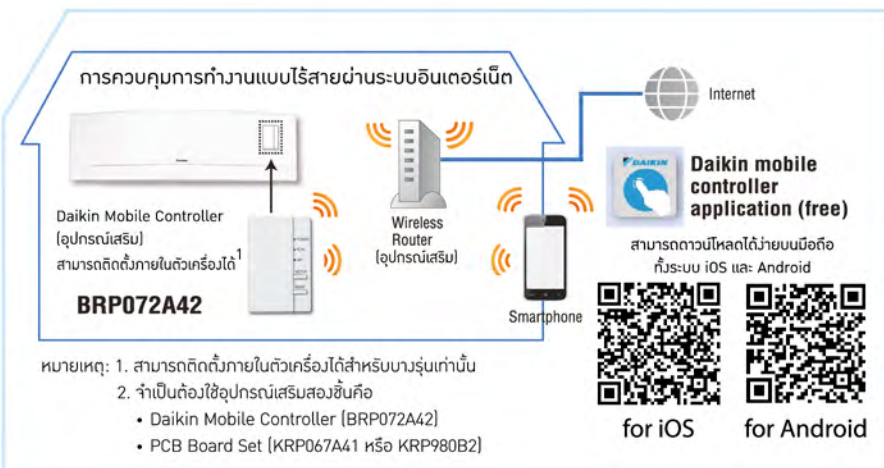 การควบคุมการทำงานแบบไร้สายผ่านระบบอินเตอร์เน็ต
Internet
DAIKIN
Daikin mobile
controller
application (free)
Daikin Mobile Controller
(อุปกรณ์เสริม)
สามารถติดตั้งภายในตัวเครื่องได้1
BRP072A42
Wireless
Router
(อุปกรณ์เสริม)
Smartphone
สามารถดาวน์โหลดได้ง่ายบนมือถือ
ทั้งระบบ iOS และ Android
for iOS
for Android
หมายเหตุ: 1. สามารถติดตั้งภายในตัวเครื่องได้สำหรับบางรุ่นเท่านั้น
2. จำเป็นต้องใช้อุปกรณ์เสริมสองชิ้นคือ
• Daikin Mobile Controller (BRP072A42)
• PCB Board Set (KRP067A41 หรือ KRP980B2)